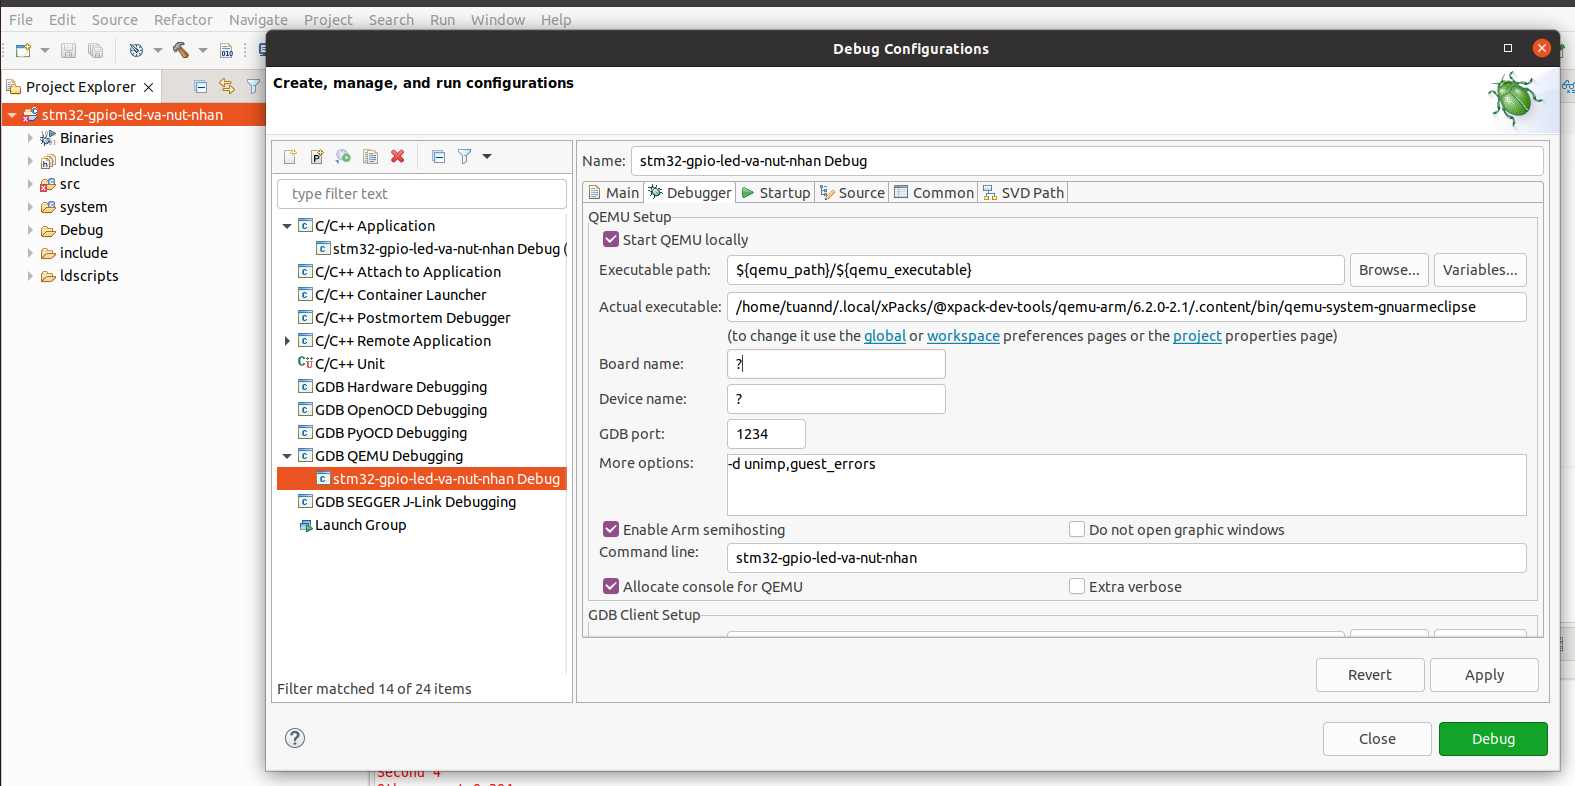 File Edit Source Refactor Navigate Project Search Run Window Help
Debug Configurations
Project Explorer
Create, manage, and run configurations
stm32-gpio-led-va-nut-nhan
Binaries
Includes
src
system
Debug
include
ldscripts
type filter text
C/C++ Application
stm32-gpio-led-va-nut-nhan Debug (
C/C++ Attach to Application
C/C++ Container Launcher
C/C++ Postmortem Debugger
C/C++ Remote Application
C/C++ Unit
GDB Hardware Debugging
GDB OpenOCD Debugging
GDB PyOCD Debugging
GDB QEMU Debugging
stm32-gpio-led-va-nut-nhan Debug
GDB SEGGER J-Link Debugging
Launch Group
Filter matched 14 of 24 items
Name: stm32-gpio-led-va-nut-nhan Debug
Main Debugger Startup Source Common SVD Path
QEMU Setup
Start QEMU locally
Executable path: ${qemu_path}/${qemu_executable} Browse... Variables...
Actual executable: /home/tuannd/.local/xPacks/@xpack-dev-tools/qemu-arm/6.2.0-2.1/.content/bin/qemu-system-gnuarmeclipse
(to change it use the global or workspace preferences pages or the project properties page)
Board name: ?
Device name: ?
GDB port: 1234
More options: -d unimp,guest_errors
Enable Arm semihosting Do not open graphic windows
Command line: stm32-gpio-led-va-nut-nhan
Allocate console for QEMU Extra verbose
GDB Client Setup
Revert Apply
Close Debug
Second 4